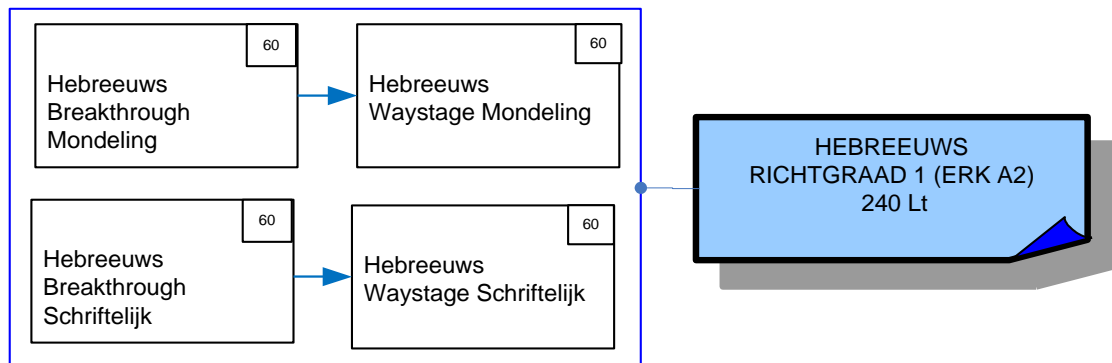 60
Hebreeuws
Breakthrough
Mondeling
60
Hebreeuws
Waystage Mondeling
60
Hebreeuws
Breakthrough
Schriftelijk
60
Hebreeuws
Waystage Schriftelijk
HEBREEUWS
RICHTGRAAD 1 (ERK A2)
240 Lt